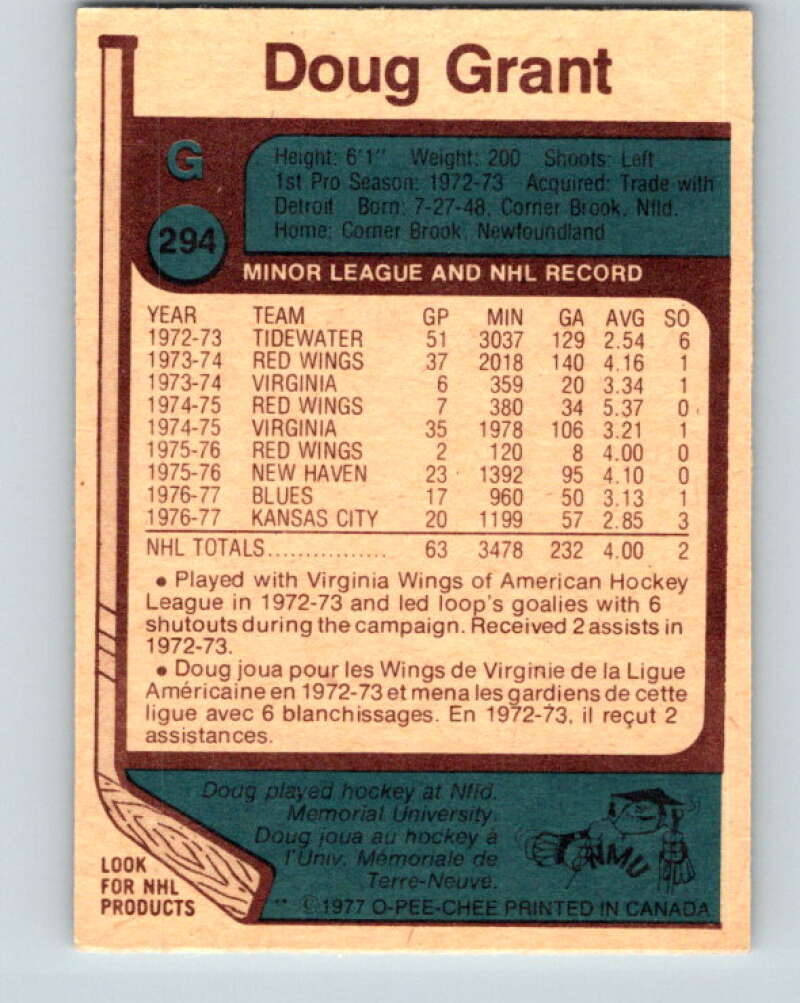 Doug Grant
G
Height: 6'1" Weight: 200 Shoots: Left
1st Pro Season: 1972-73 Acquired: Trade with
Detroit Born: 7-27-48, Corner Brook, Nfld.
Home: Corner Brook, Newfoundland
294
MINOR LEAGUE AND NHL RECORD
YEAR TEAM GP MIN GA AVG SO
1972-73 TIDEWATER 51 3037 129 2.54 6
1973-74 RED WINGS 37 2018 140 4.16 1
1973-74 VIRGINIA 6 359 20 3.34 1
1974-75 RED WINGS 7 380 34 5.37 0
1974-75 VIRGINIA 35 1978 106 3.21 1
1975-76 RED WINGS 2 120 8 4.00 0
1975-76 NEW HAVEN 23 1392 95 4.10 0
1976-77 BLUES 17 960 50 3.13 1
1976-77 KANSAS CITY 20 1199 57 2.85 3
NHL TOTALS................ 63 3478 232 4.00 2
• Played with Virginia Wings of American Hockey
League in 1972-73 and led loop's goalies with 6
shutouts during the campaign. Received 2 assists in
1972-73.
• Doug joua pour les Wings de Virginie de la Ligue
Américaine en 1972-73 et mena les gardiens de cette
ligue avec 6 blanchissages. En 1972-73, il reçut 2
assistances.
Doug played hockey at Nfld.
Memorial University.
Doug joua au hockey à
l'Univ. Mémoriale de
Terre-Neuve.
NMU
LOOK
FOR NHL
PRODUCTS
** ©1977 O-PEE-CHEE PRINTED IN CANADA